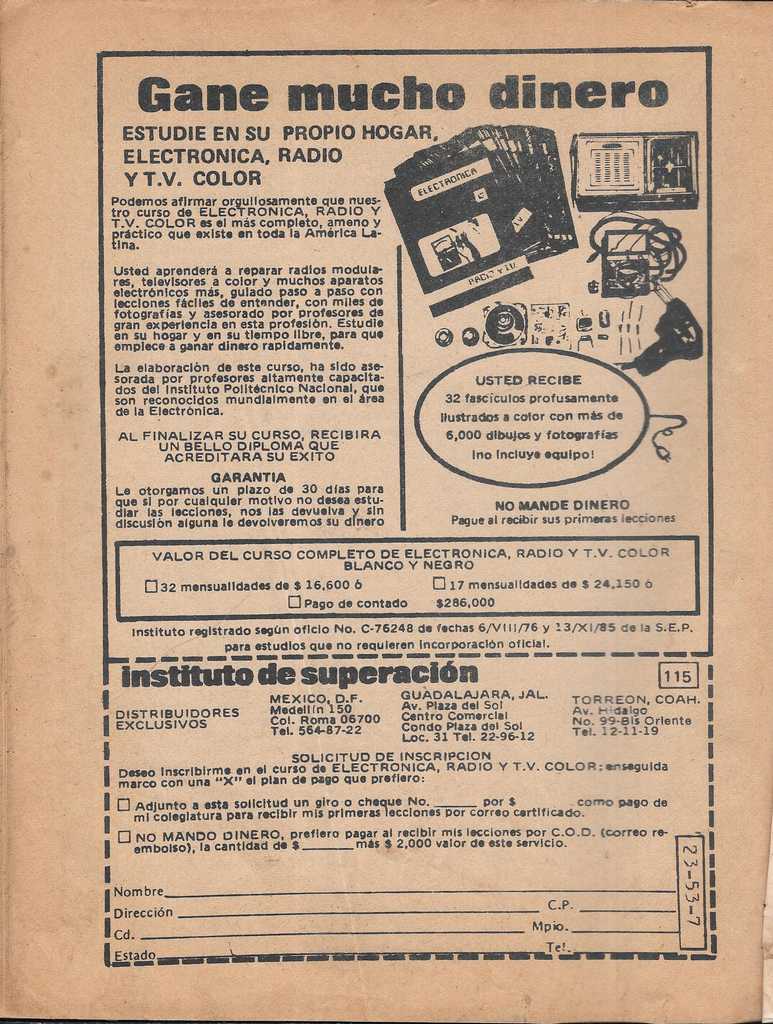 Gane mucho dinero
ESTUDIE EN SU PROPIO HOGAR,
ELECTRONICA, RADIO
Y T.V. COLOR
Podemos afirmar orgullosamente que nues-
tro curso de ELECTRONICA, RADIO Y
T.V. COLOR es el más completo, ameno y
práctico que existe en toda la América La-
tina.
Usted aprenderá a reparar radios modula-
res, televisores a color y muchos aparatos
electrónicos más, guiado paso a paso con
lecciones fáciles de entender, con miles de
fotografías y asesorado por profesores de
gran experiencia en esta profesión. Estudie
en su hogar y en su tiempo libre, para que
empiece a ganar dinero rapidamente.
La elaboración de este curso, ha sido ase-
sorada por profesores altamente capacita-
dos del Instituto Politécnico Nacional, que
son reconocidos mundialmente en el área
de la Electrónica.
AL FINALIZAR SU CURSO, RECIBIRA
UN BELLO DIPLOMA QUE
ACREDITARA SU EXITO
GARANTIA
Le otorgamos un plazo de 30 días para
que si por cualquier motivo no desea estu-
diar las lecciones, nos las devuelva y sin
discusión alguna le devolveremos su dinero
ELECTRONICA
RADIO Y T.V.
USTED RECIBE
32 fascículos profusamente
ilustrados a color con más de
6,000 dibujos y fotografías
¡no incluye equipo!
NO MANDE DINERO
Pague al recibir sus primeras lecciones
VALOR DEL CURSO COMPLETO DE ELECTRONICA, RADIO Y T.V. COLOR
BLANCO Y NEGRO
32 mensualidades de $ 16,600 ó
17 mensualidades de $ 24,150 ó
Pago de contado $286,000
Instituto registrado según oficio No. C-76248 de fechas 6/VIII/76 y 13/XI/85 de la S.E.P.
para estudios que no requieren incorporación oficial.
instituto de superación
115
DISTRIBUIDORES
EXCLUSIVOS
MEXICO, D.F.
Medellín 150
Col. Roma 06700
Tel. 564-87-22
GUADALAJARA, JAL.
Av. Plaza del Sol
Centro Comercial
Condo Plaza del Sol
Loc. 31 Tel. 22-96-12
TORREON, COAH.
Av. Hidalgo
No. 99-Bis Oriente
Tel. 12-11-19
SOLICITUD DE INSCRIPCION
Deseo inscribirme en el curso de ELECTRONICA, RADIO Y T.V. COLOR; enseguida
marco con una "X" el plan de pago que prefiero:
Adjunto a esta solicitud un giro o cheque No. ______ por $ ________ como pago de
mi colegiatura para recibir mis primeras lecciones por correo certificado.
NO MANDO DINERO, prefiero pagar al recibir mis lecciones por C.O.D. (correo re-
embolso), la cantidad de $ _______ más $ 2,000 valor de este servicio.
Nombre
Dirección
C.P.
Cd.
Mpio.
Estado
Tel.
23-53-7